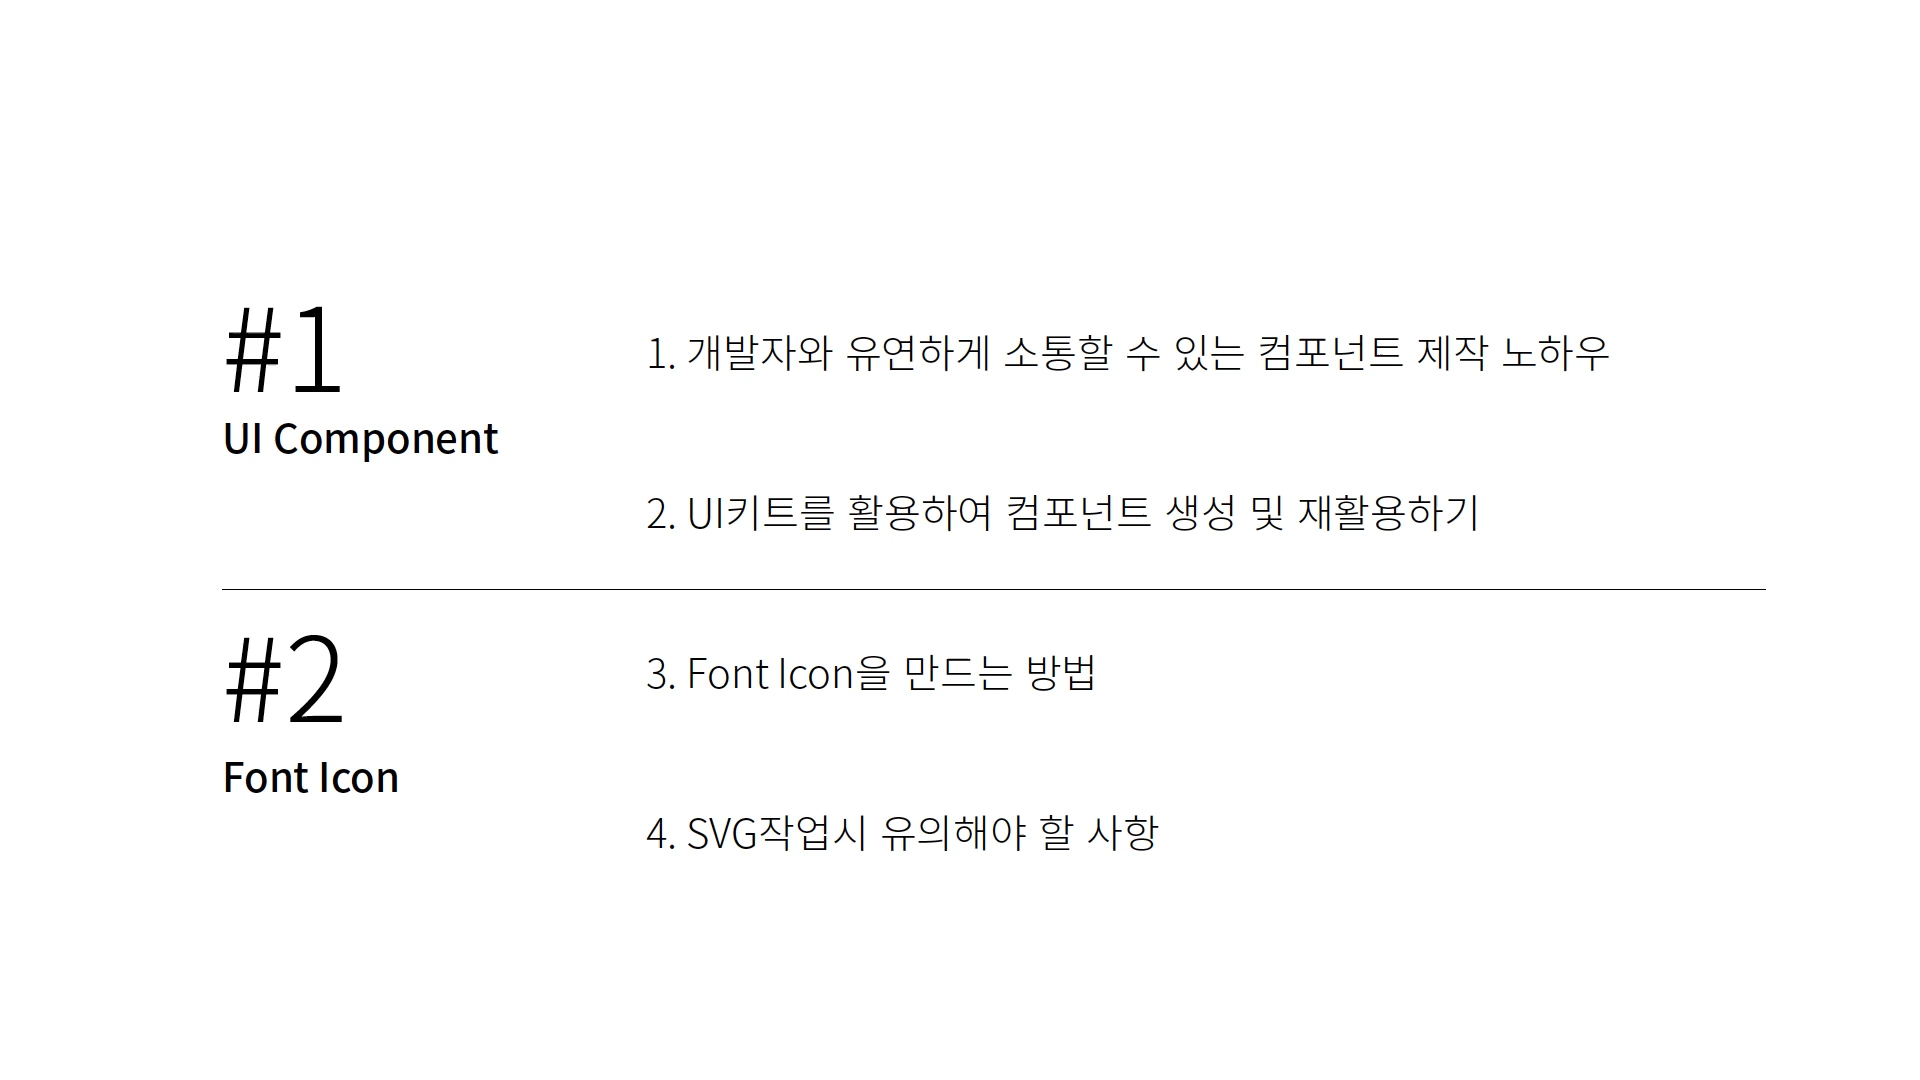 #1
UI Component
1. 개발자와 유연하게 소통할 수 있는 컴포넌트 제작 노하우
2. UI키트를 활용하여 컴포넌트 생성 및 재활용하기
#2
Font Icon
3. Font Icon을 만드는 방법
4. SVG작업시 유의해야 할 사항